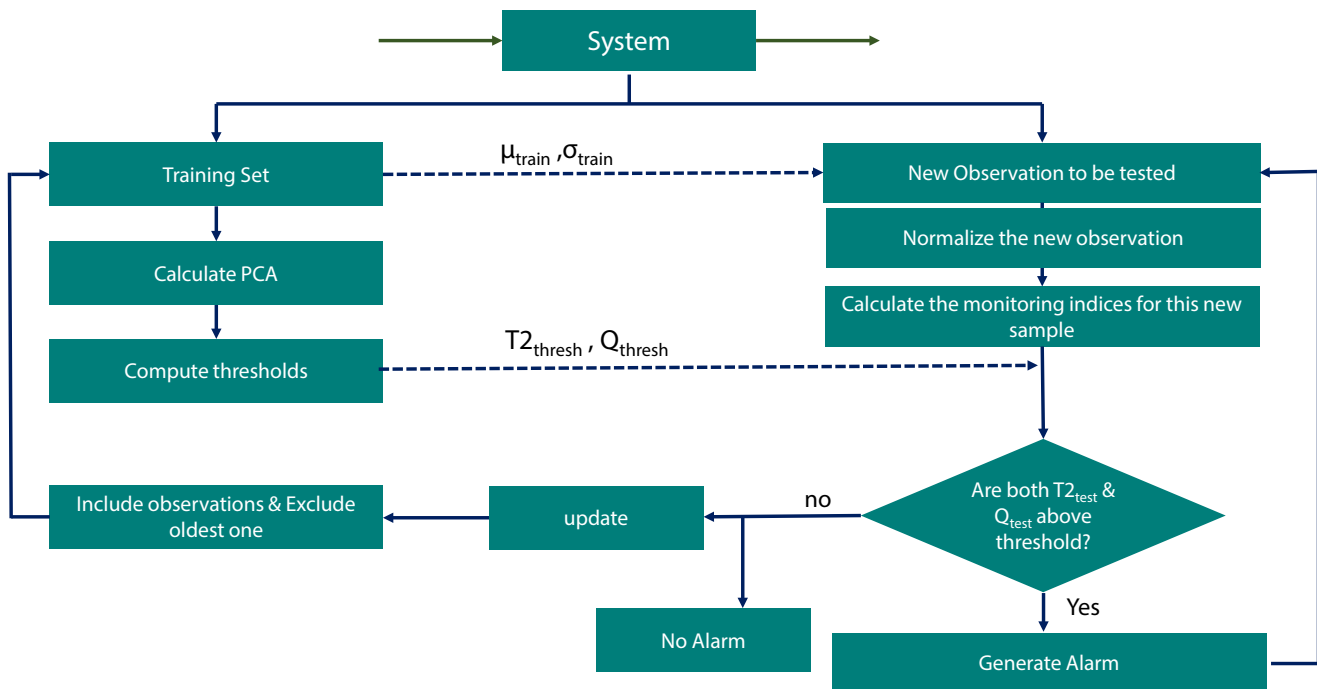 System
μtrain ,σtrain
Training Set
New Observation to be tested
Normalize the new observation
Calculate PCA
Calculate the monitoring indices for this new
sample
T2thresh , Qthresh
Compute thresholds
Are both T2test &
Qtest above
threshold?
no
update
Include observations & Exclude
oldest one
Yes
No Alarm
Generate Alarm